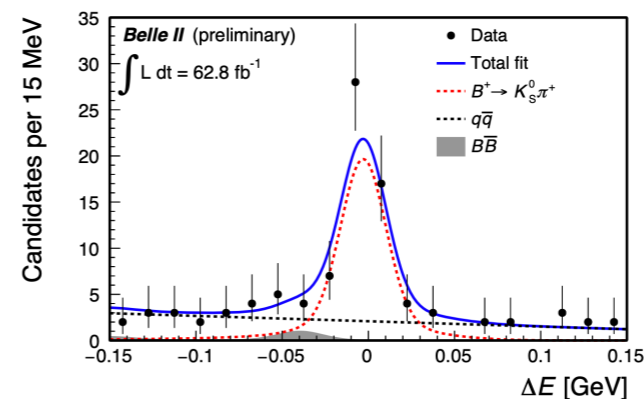 Candidates per 15 MeV
35
30
25
20
15
10
5
0
Belle II (preliminary)
∫ L dt = 62.8 fb⁻¹
Data
Total fit
B⁺→ K⁰Sπ⁺
qq̅
BB̅
−0.15 −0.1 −0.05 0 0.05 0.1 0.15
ΔE [GeV]